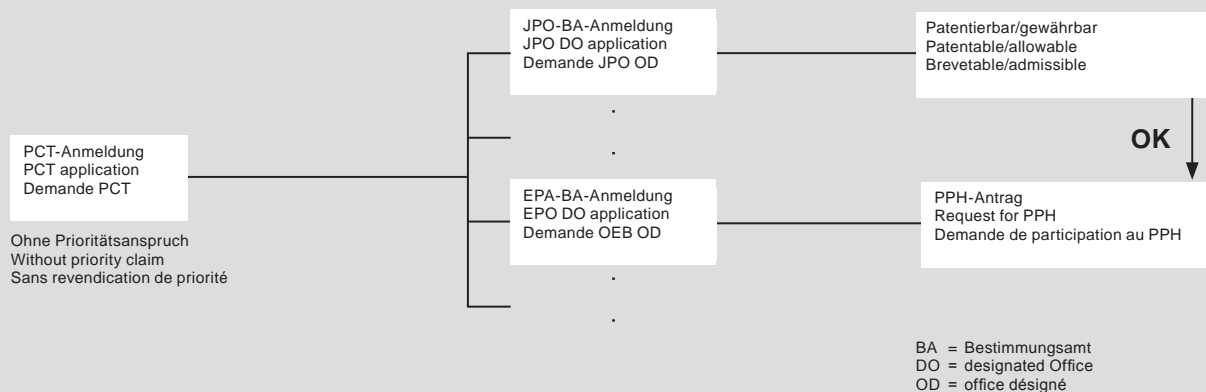 JPO-BA-Anmeldung
JPO DO application
Demande JPO OD
Patentierbar/gewährbar
Patentable/allowable
Brevetable/admissible
.
.
OK
PCT-Anmeldung
PCT application
Demande PCT
Ohne Prioritätsanspruch
Without priority claim
Sans revendication de priorité
EPA-BA-Anmeldung
EPO DO application
Demande OEB OD
PPH-Antrag
Request for PPH
Demande de participation au PPH
.
.
BA = Bestimmungsamt
DO = designated Office
OD = office désigné